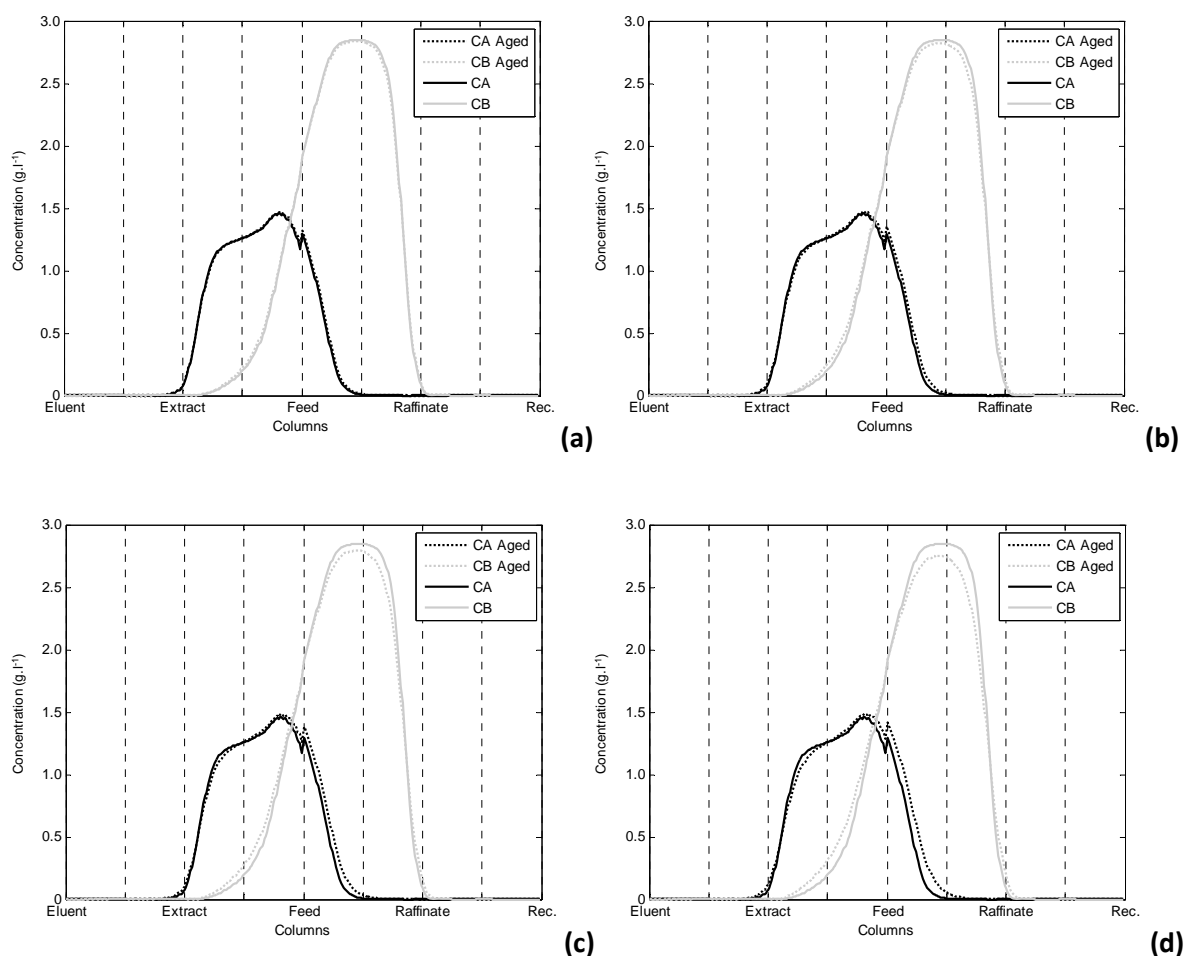 3.0
2.5
2.0
1.5
1.0
0.5
0
Concentration (g.l-1)
CA Aged
CB Aged
CA
CB
Eluent Extract Feed Raffinate Rec.
Columns
(a)
3.0
2.5
2.0
1.5
1.0
0.5
0
Concentration (g.l-1)
CA Aged
CB Aged
CA
CB
Eluent Extract Feed Raffinate Rec.
Columns
(b)
3.0
2.5
2.0
1.5
1.0
0.5
0
Concentration (g.l-1)
CA Aged
CB Aged
CA
CB
Eluent Extract Feed Raffinate Rec.
Columns
(c)
3.0
2.5
2.0
1.5
1.0
0.5
0
Concentration (g.l-1)
CA Aged
CB Aged
CA
CB
Eluent Extract Feed Raffinate Rec.
Columns
(d)